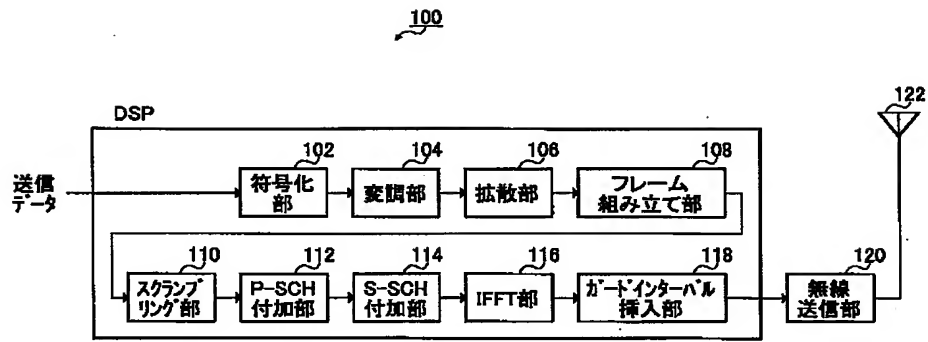 100
DSP
122
送信
データ
102
符号化
部
104
変調部
106
拡散部
108
フレーム
組み立て部
110
スクランブ
リング部
112
P-SCH
付加部
114
S-SCH
付加部
116
IFFT部
118
ガードインターバル
挿入部
120
無線
送信部